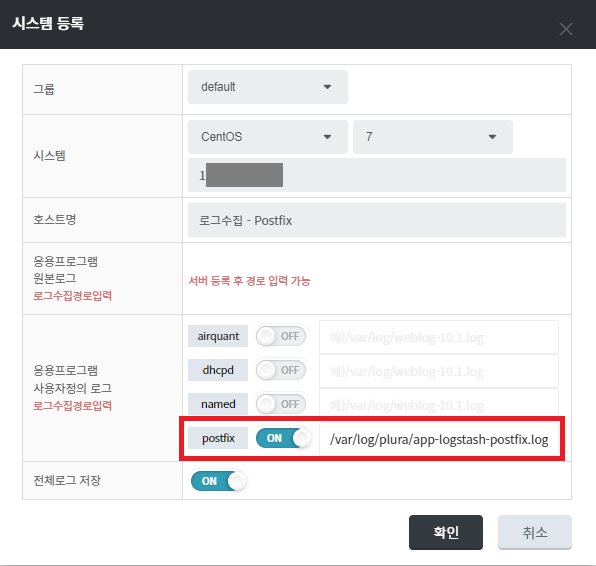 시스템 등록
그룹
default
시스템
CentOS 7
1
호스트명
로그수집 - Postfix
응용프로그램
원본로그
로그수집경로입력
서버 등록 후 경로 입력 가능
응용프로그램
사용자정의 로그
로그수집경로입력
airquant OFF 예)/var/log/weblog-10.1.log
dhcpd OFF 예)/var/log/weblog-10.1.log
named OFF 예)/var/log/weblog-10.1.log
postfix ON /var/log/plura/app-logstash-postfix.log
전체로그 저장
ON
확인 취소